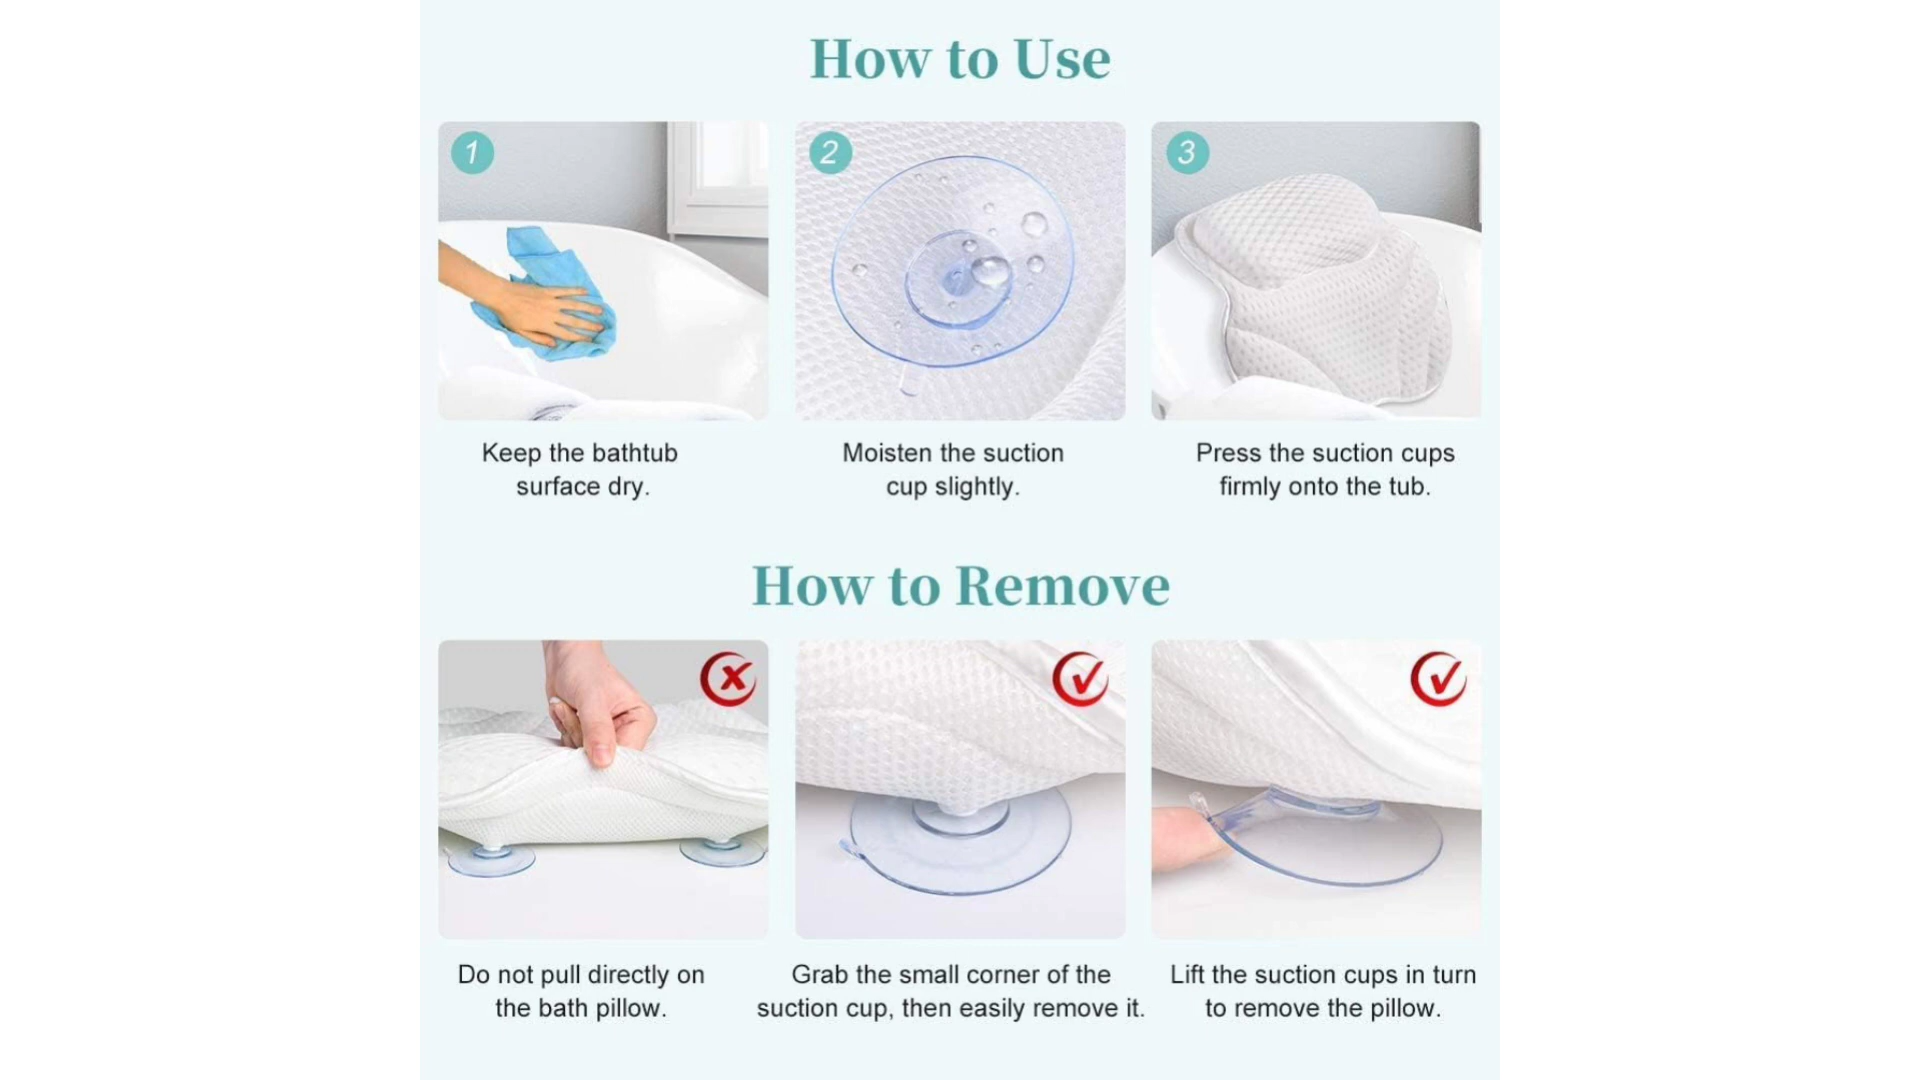 How to Use
1
2
3
Keep the bathtub
surface dry.
Moisten the suction
cup slightly.
Press the suction cups
firmly onto the tub.
How to Remove
Do not pull directly on
the bath pillow.
Grab the small corner of the
suction cup, then easily remove it.
Lift the suction cups in turn
to remove the pillow.